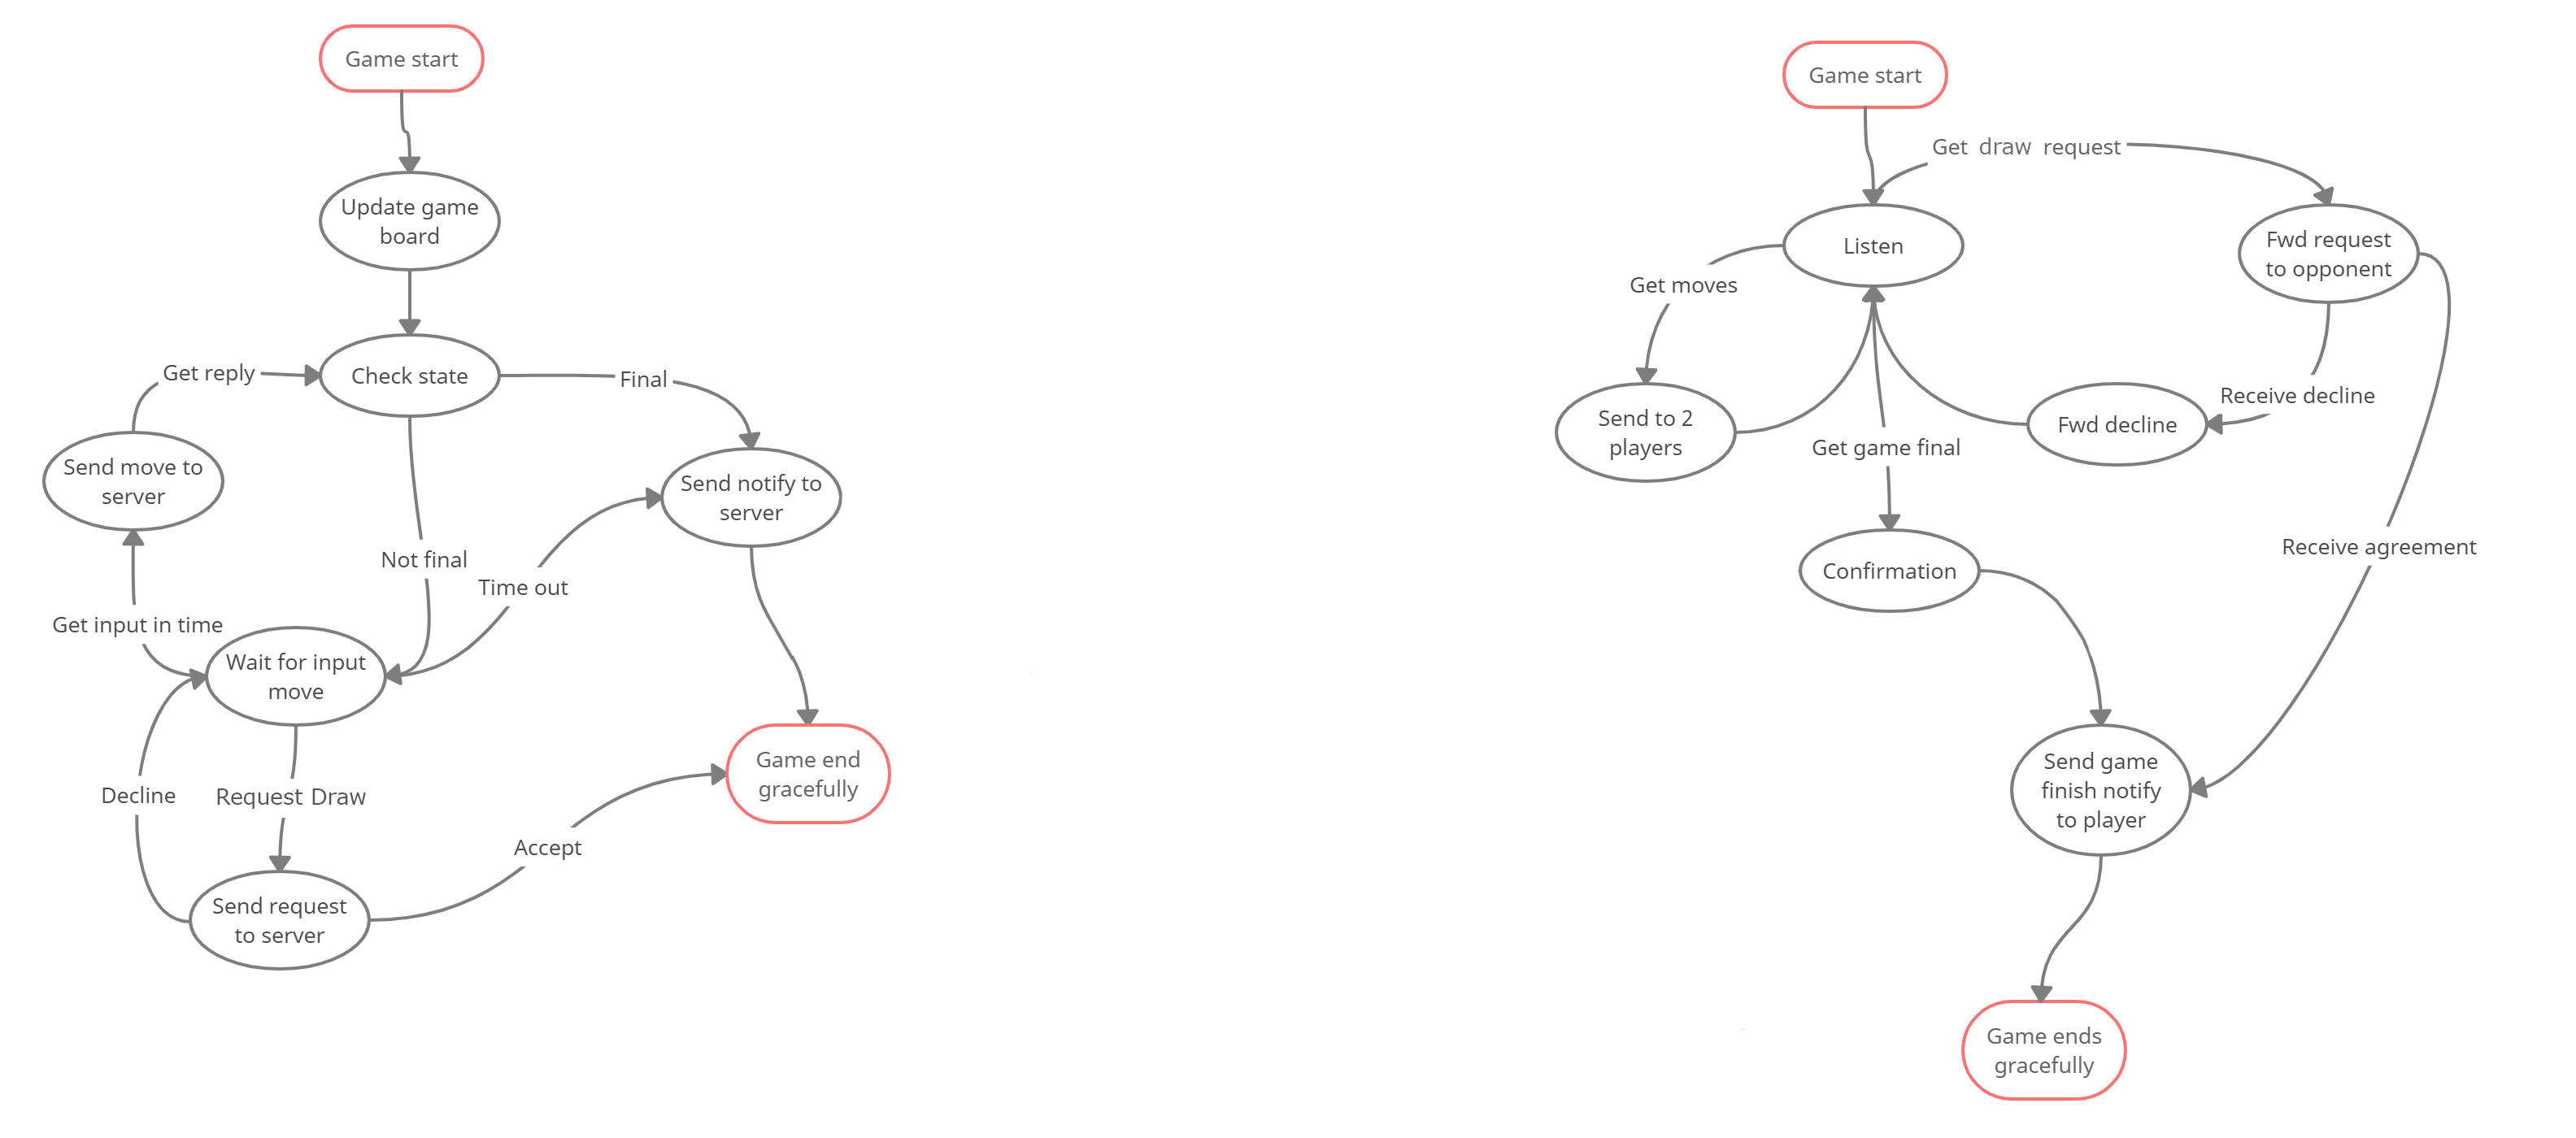 Game start
Update game
board
Get reply
Check state
Final
Send move to
server
Send notify to
server
Not final
Time out
Get input in time
Wait for input
move
Decline
Request Draw
Game end
gracefully
Accept
Send request
to server
Game start
Get draw request
Listen
Fwd request
to opponent
Get moves
Receive decline
Send to 2
players
Fwd decline
Get game final
Receive agreement
Confirmation
Send game
finish notify
to player
Game ends
gracefully